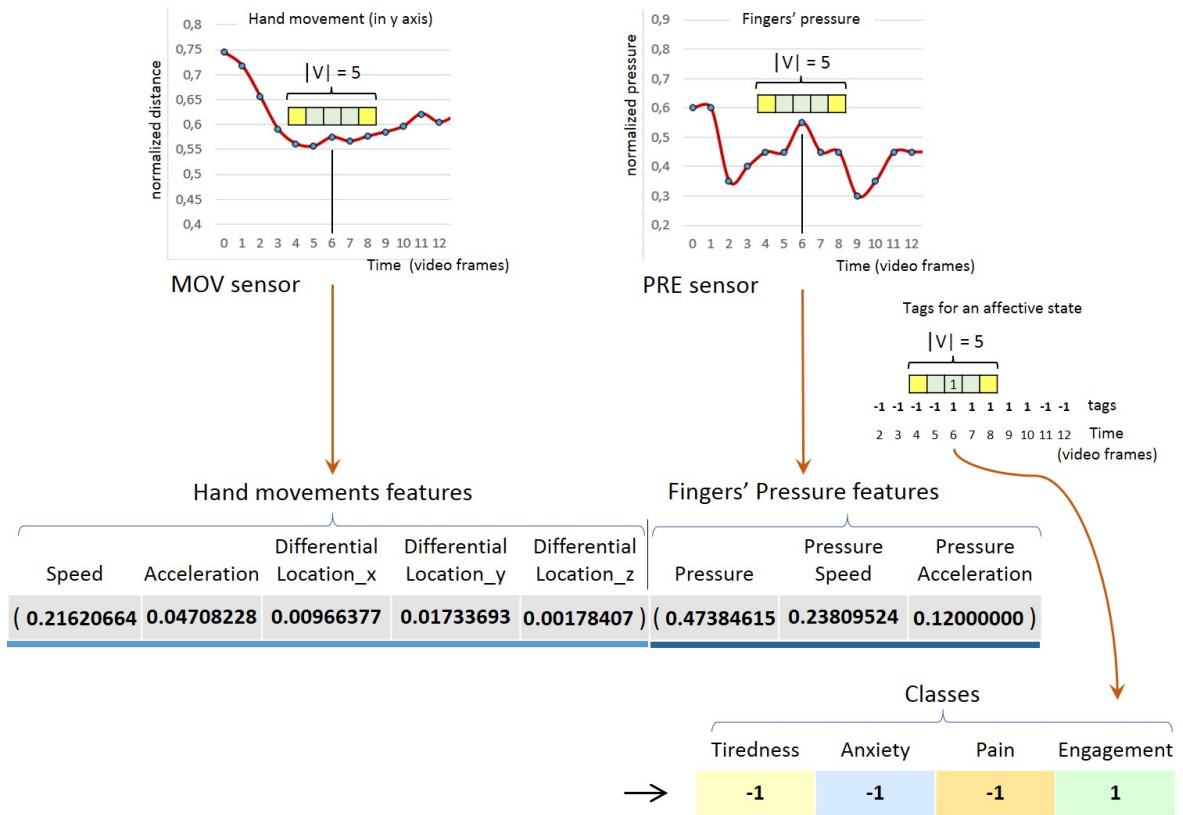 Hand movement (in y axis)
normalized distance
0,8
0,75
0,7
0,65
0,6
0,55
0,5
0,45
0,4
|V| = 5
0 1 2 3 4 5 6 7 8 9 10 11 12
Time (video frames)
MOV sensor
Fingers’ pressure
normalized pressure
0,9
0,8
0,7
0,6
0,5
0,4
0,3
0,2
|V| = 5
0 1 2 3 4 5 6 7 8 9 10 11 12
Time (video frames)
PRE sensor
Tags for an affective state
|V| = 5
1
-1 -1 -1 -1 1 1 1 1 1 -1 -1 tags
2 3 4 5 6 7 8 9 10 11 12 Time
(video frames)
Hand movements features
Speed
Acceleration
Differential
Location_x
Differential
Location_y
Differential
Location_z
Fingers’ Pressure features
Pressure
Pressure
Speed
Pressure
Acceleration
( 0.21620664 0.04708228 0.00966377 0.01733693 0.00178407 ) ( 0.47384615 0.23809524 0.12000000 )
Classes
Tiredness Anxiety Pain Engagement
-1 -1 -1 1